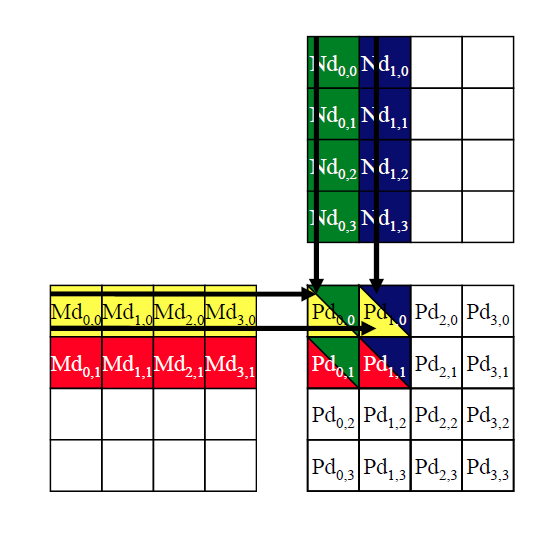 Nd0,0 Nd1,0
Nd0,1 Nd1,1
Nd0,2 Nd1,2
Nd0,3 Nd1,3
Md0,0 Md1,0 Md2,0 Md3,0 Pd0,0 Pd1,0 Pd2,0 Pd3,0
Md0,1 Md1,1 Md2,1 Md3,1 Pd0,1 Pd1,1 Pd2,1 Pd3,1
Pd0,2 Pd1,2 Pd2,2 Pd3,2
Pd0,3 Pd1,3 Pd2,3 Pd3,3